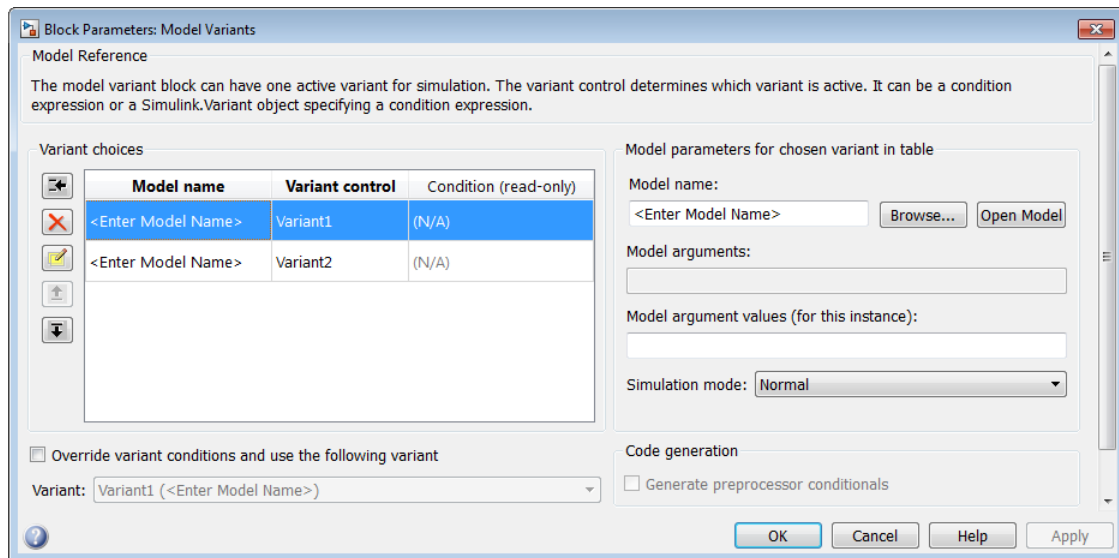 Block Parameters: Model Variants
Model Reference
The model variant block can have one active variant for simulation. The variant control determines which variant is active. It can be a condition
expression or a Simulink.Variant object specifying a condition expression.
Variant choices
Model name Variant control Condition (read-only)
<Enter Model Name> Variant1 (N/A)
<Enter Model Name> Variant2 (N/A)
Model parameters for chosen variant in table
Model name:
<Enter Model Name> Browse... Open Model
Model arguments:
Model argument values (for this instance):
Simulation mode: Normal
Override variant conditions and use the following variant
Variant: Variant1 (<Enter Model Name>)
Code generation
Generate preprocessor conditionals
OK Cancel Help Apply